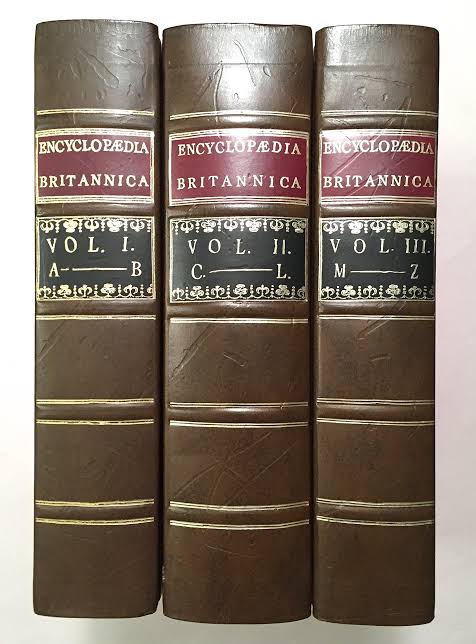 ENCYCLOPÆDIA
BRITANNICA
VOL. I.
A—B
ENCYCLOPÆDIA
BRITANNICA
VOL. II.
C.—L.
ENCYCLOPÆDIA
BRITANNICA
VOL. III.
M—Z